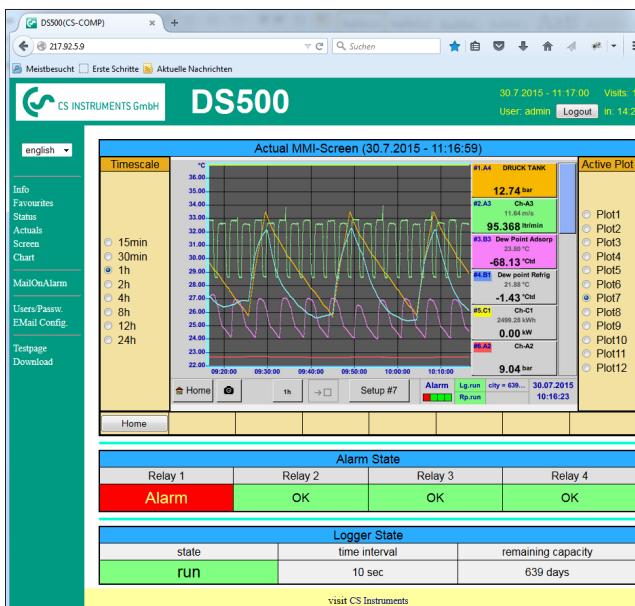 DS500(CS-COMP)
217.92.5.9
Suchen
Meistbesucht Erste Schritte Aktuelle Nachrichten
CS INSTRUMENTS GmbH
DS500
30.7.2015 - 11:17:00 Visits: 1
User: admin Logout in: 14:2
english
Info
Favourites
Status
Actuals
Screen
Chart
MailOnAlarm
Users/Passw.
EMail Config.
Testpage
Download
Actual MMI-Screen (30.7.2015 - 11:16:59)
Timescale
15min
30min
1h
2h
4h
8h
12h
24h
°C
36.00
35.00
34.00
33.00
32.00
31.00
30.00
29.00
28.00
27.00
26.00
25.00
24.00
23.00
22.00
09:20:00 09:30:00 09:40:00 09:50:00 10:00:00 10:10:00
#1.A4 DRUCK TANK
12.74 bar
#2.A3 Ch-A3
11.64 m/s
95.368 ltr/min
#3.B3 Dew Point Adsorp
23.80 °C
-68.13 °Ctd
#4.B1 Dew point Refrig
21.88 °C
-1.43 °Ctd
#5.C1 Ch-C1
2499.28 kWh
0.00 kW
#6.A2 Ch-A2
9.04 bar
Home 1h Setup #7
Alarm Lg.run city = 639... 30.07.2015
Rp.run 10:16:23
Active Plot
Plot1
Plot2
Plot3
Plot4
Plot5
Plot6
Plot7
Plot8
Plot9
Plot10
Plot11
Plot12
Home
Alarm State
Relay 1 Relay 2 Relay 3 Relay 4
Alarm OK OK OK
Logger State
state time interval remaining capacity
run 10 sec 639 days
visit CS Instruments